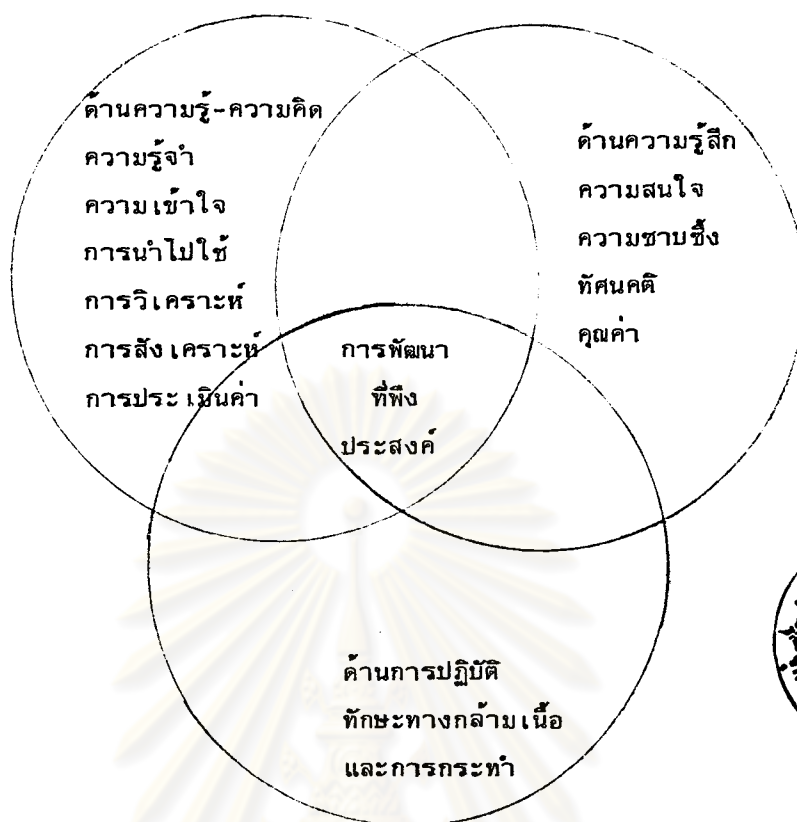 ด้านความรู้-ความคิด
ความรู้จำ
ความเข้าใจ
การนำไปใช้
การวิเคราะห์
การสังเคราะห์
การประเมินค่า
ด้านความรู้สึก
ความสนใจ
ความซาบซึ้ง
ทัศนคติ
คุณค่า
การพัฒนา
ที่พึง
ประสงค์
ด้านการปฏิบัติ
ทักษะทางกล้ามเนื้อ
และการกระทำ